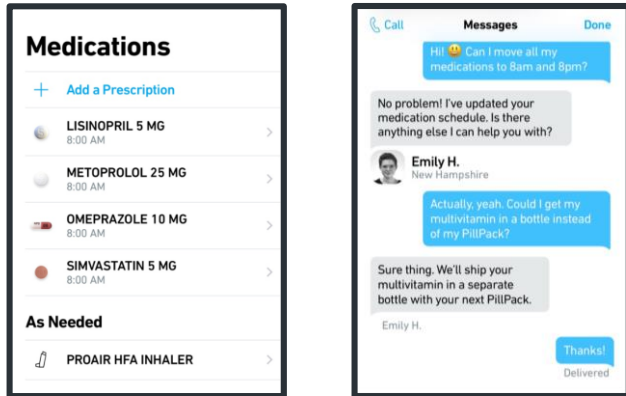 Medications
+ Add a Prescription
LISINOPRIL 5 MG
8:00 AM
METOPROLOL 25 MG
8:00 AM
OMEPRAZOLE 10 MG
8:00 AM
SIMVASTATIN 5 MG
8:00 AM
As Needed
PROAIR HFA INHALER
Call Messages Done
Hi! 😃 Can I move all my
medications to 8am and 8pm?
No problem! I've updated your
medication schedule. Is there
anything else I can help you with?
Emily H.
New Hampshire
Actually, yeah. Could I get my
multivitamin in a bottle instead
of my PillPack?
Sure thing. We'll ship your
multivitamin in a separate
bottle with your next PillPack.
Emily H.
Thanks!
Delivered